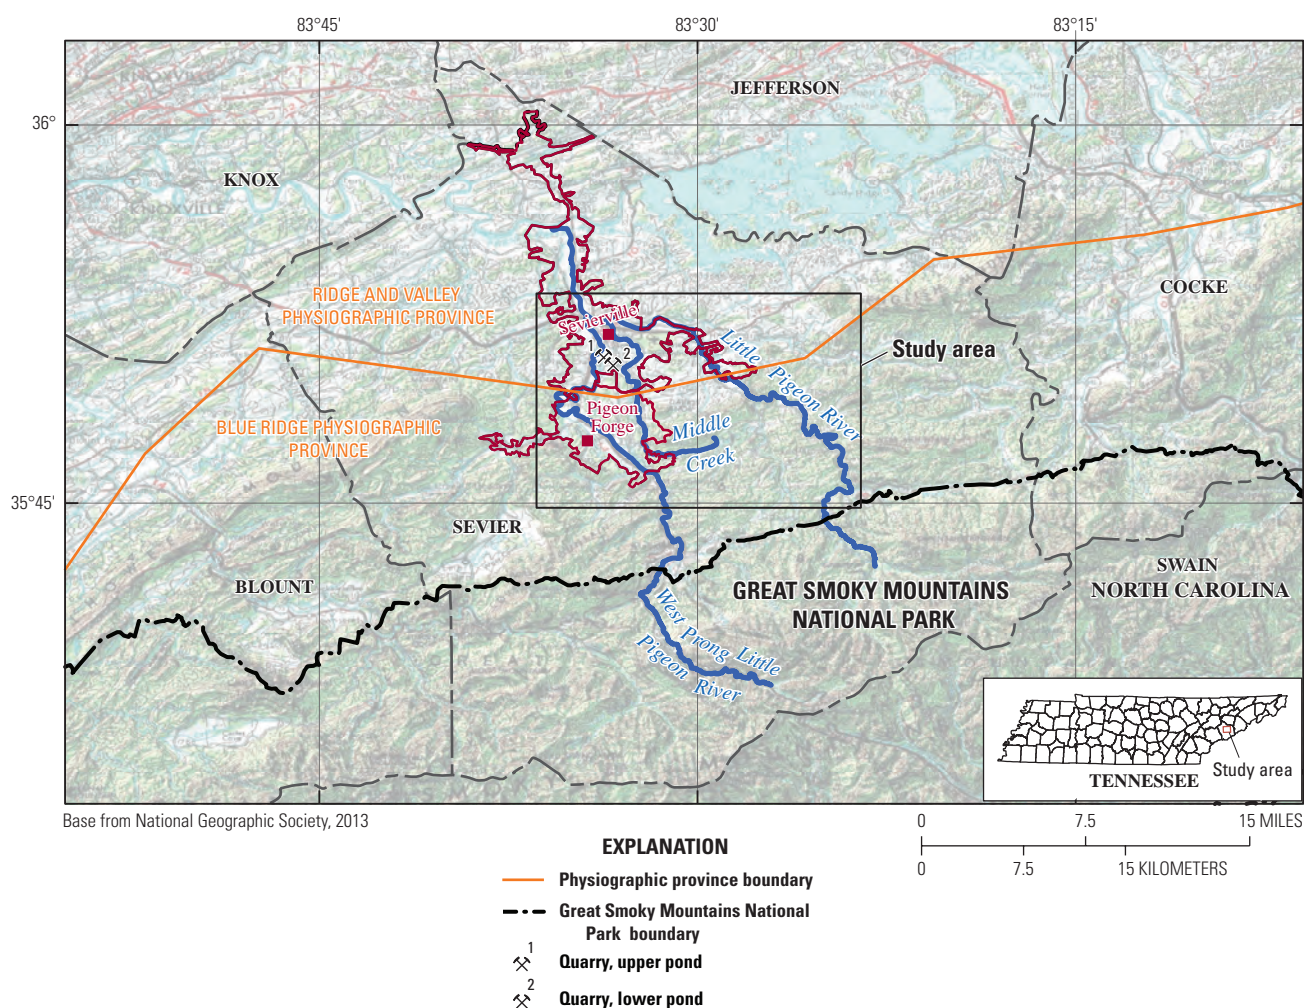 83°45'
83°30'
83°15'
JEFFERSON
36°
KNOXVILLE
KNOX
KNOXVILLE
COCKE
RIDGE AND VALLEY
PHYSIOGRAPHIC PROVINCE
Sevierville
1
2
Little Pigeon River
Study area
BLUE RIDGE PHYSIOGRAPHIC
PROVINCE
Pigeon
Forge
Middle
Creek
35°45'
SEVIER
BLOUNT
SWAIN
NORTH CAROLINA
GREAT SMOKY MOUNTAINS
NATIONAL PARK
West Prong Little
Pigeon River
TENNESSEE
Study area
Base from National Geographic Society, 2013
0 7.5 15 MILES
0 7.5 15 KILOMETERS
EXPLANATION
Physiographic province boundary
Great Smoky Mountains National
Park boundary
1
Quarry, upper pond
2
Quarry, lower pond